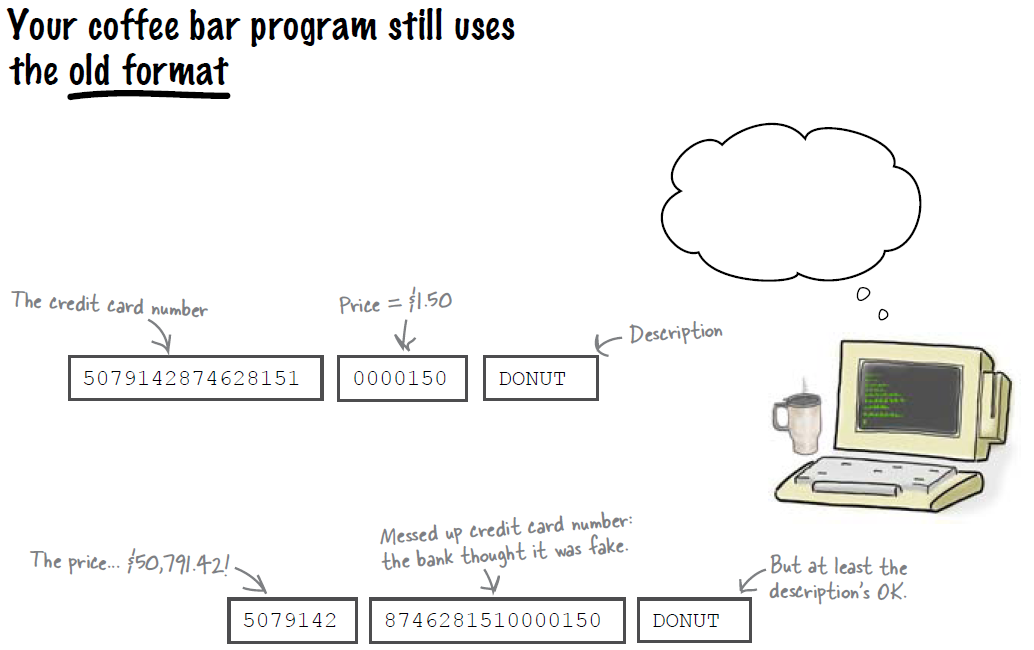 Your coffee bar program still uses
the old format
The credit card number
Price = $1.50
Description
5079142874628151
0000150
DONUT
The price... $50,791.42!
Messed up credit card number:
the bank thought it was fake.
But at least the
description's OK.
5079142
8746281510000150
DONUT